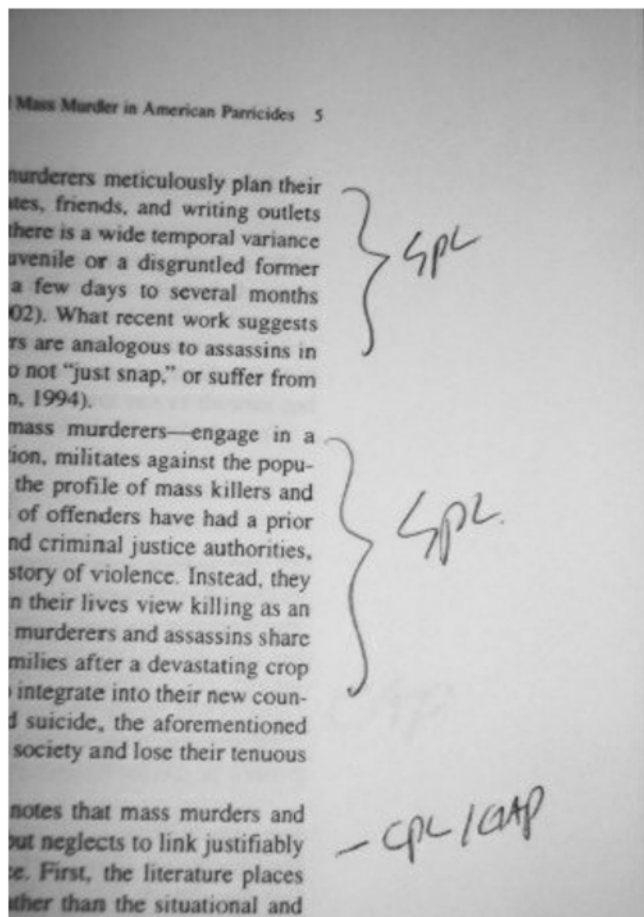 Mass Murder in American Parricides 5
murderers meticulously plan their
friends, and writing outlets
there is a wide temporal variance
juvenile or a disgruntled former
a few days to several months
02). What recent work suggests
are analogous to assassins in
not “just snap,” or suffer from
1994).
mass murderers—engage in a
tion, militates against the popu-
the profile of mass killers and
of offenders have had a prior
nd criminal justice authorities,
story of violence. Instead, they
n their lives view killing as an
murderers and assassins share
milies after a devastating crop
integrate into their new coun-
suicide, the aforementioned
society and lose their tenuous
notes that mass murders and
but neglects to link justifiably
e. First, the literature places
ather than the situational and
SPL
SPL
- CPL / GAP